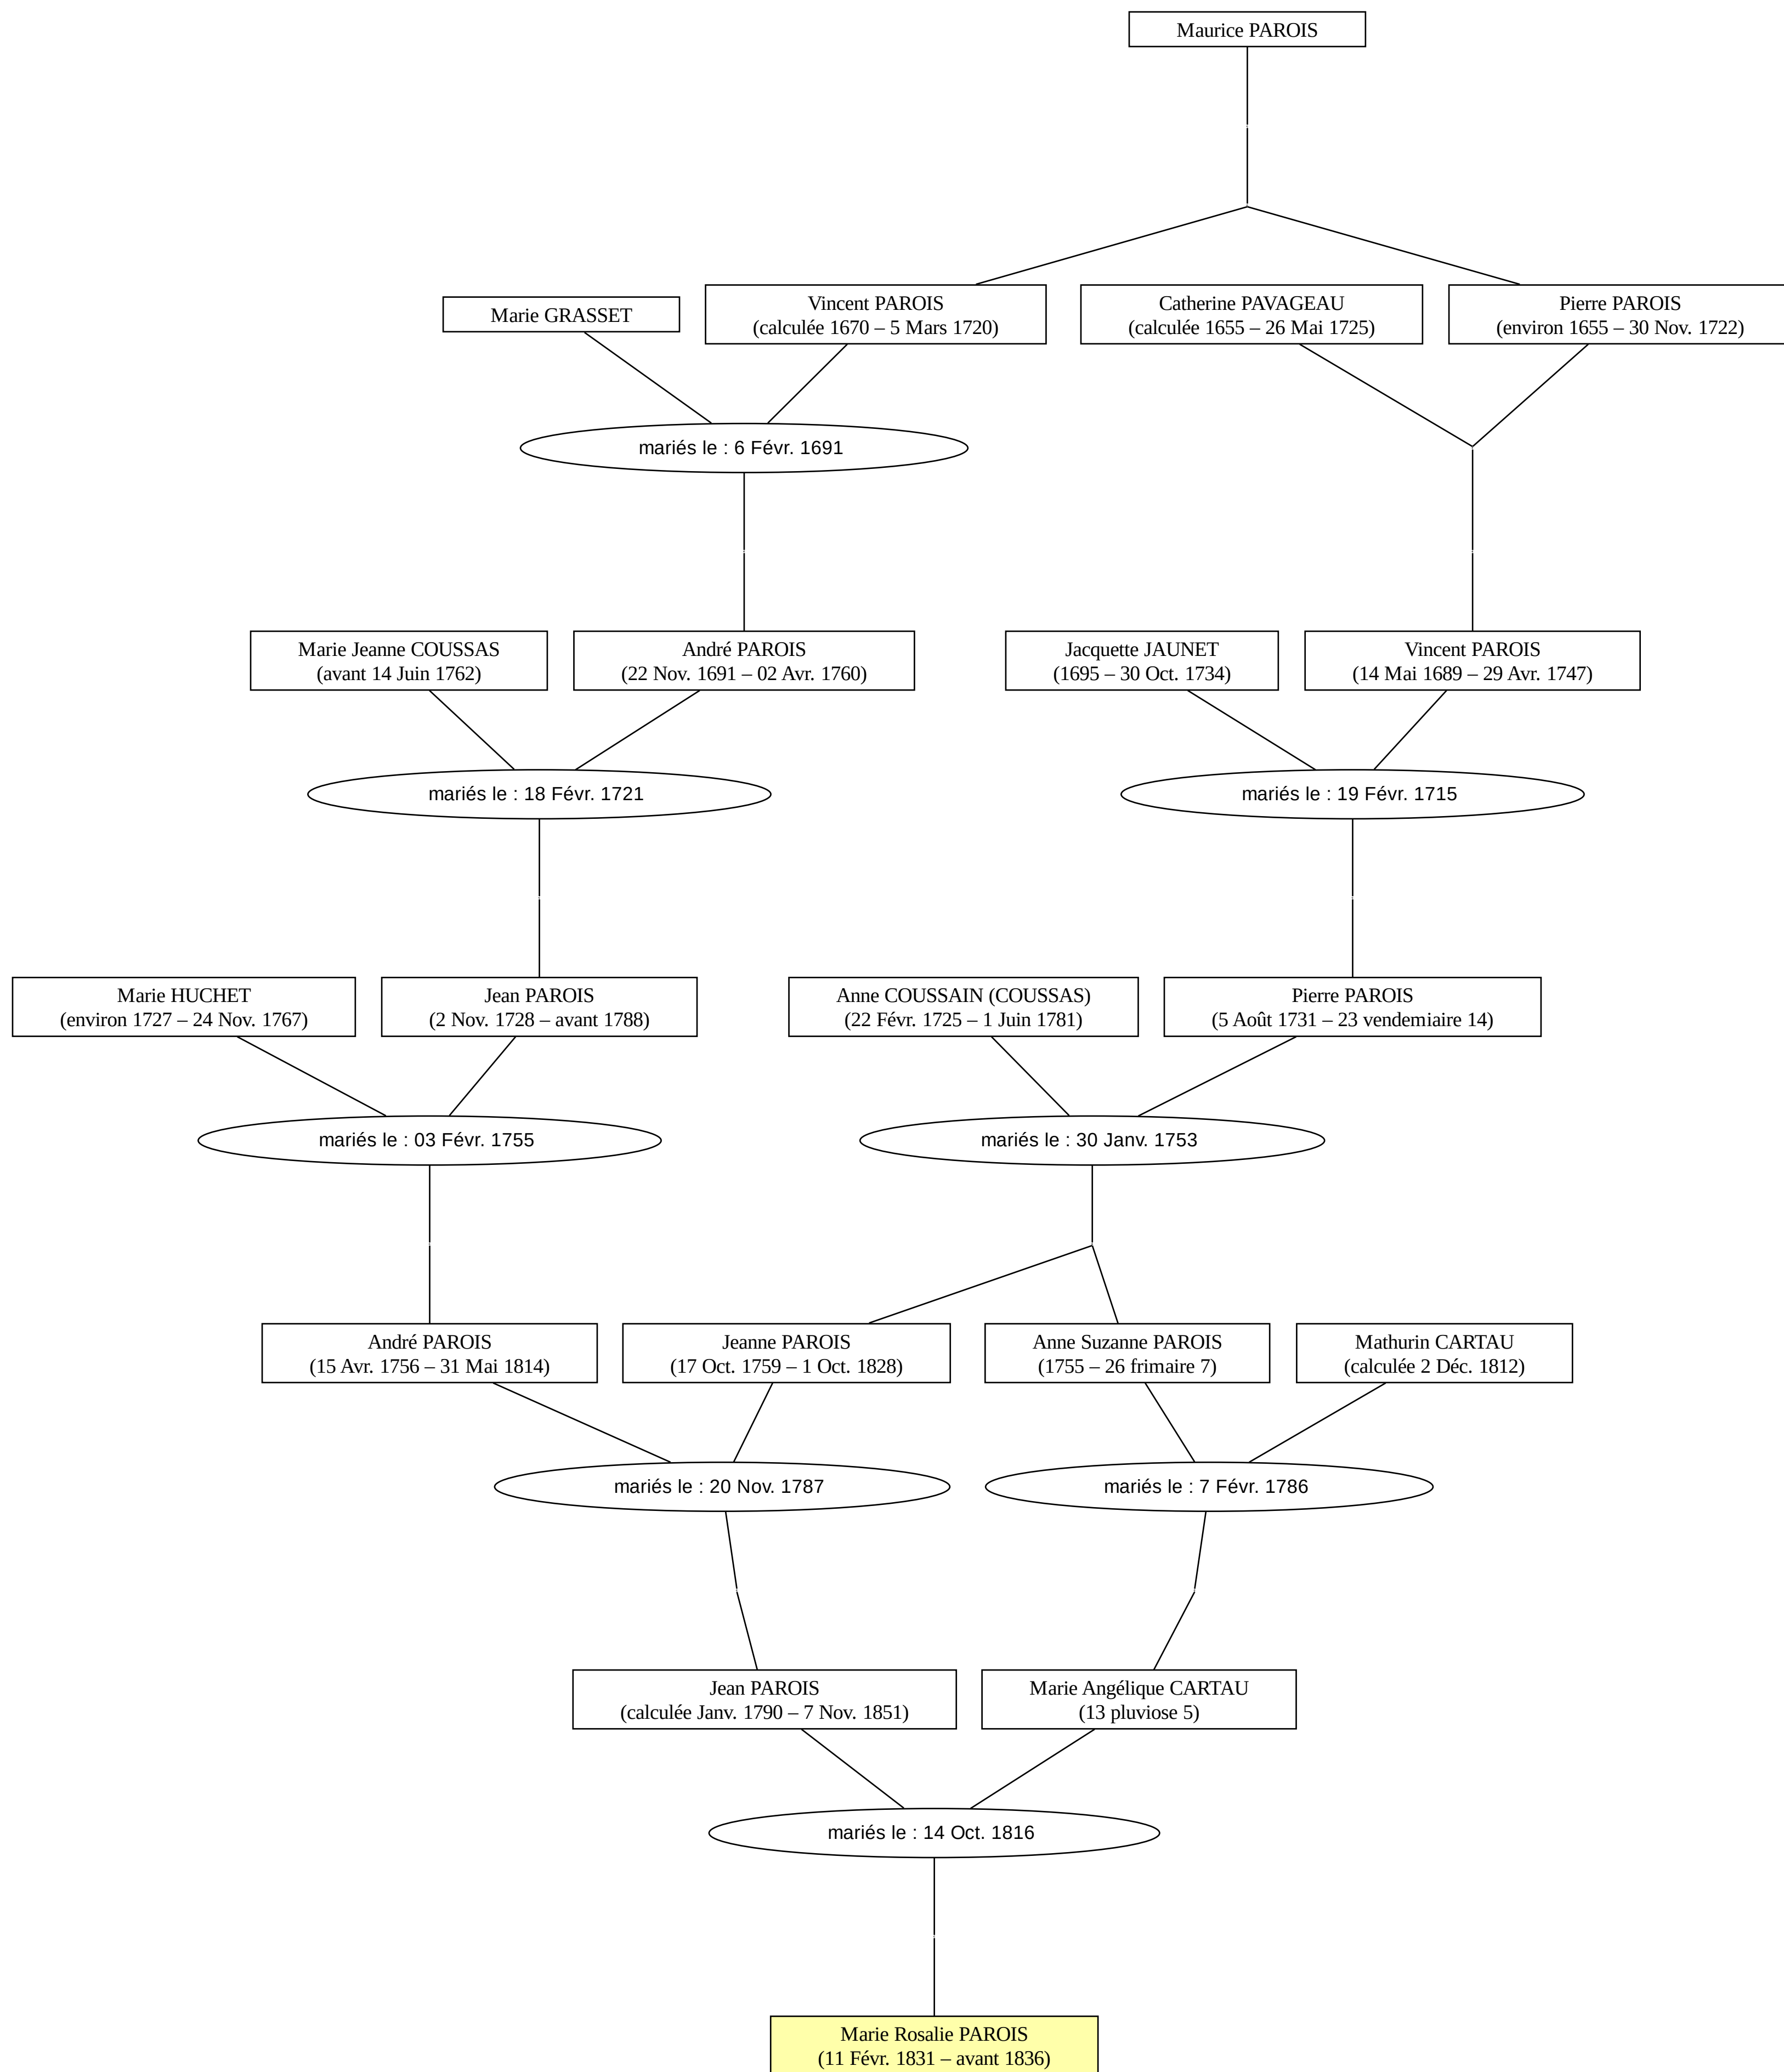 Maurice PAROIS
Marie GRASSET
Vincent PAROIS
(calculée 1670 – 5 Mars 1720)
Catherine PAVAGEAU
(calculée 1655 – 26 Mai 1725)
Pierre PAROIS
(environ 1655 – 30 Nov. 1722)
mariés le : 6 Févr. 1691
Marie Jeanne COUSSAS
(avant 14 Juin 1762)
André PAROIS
(22 Nov. 1691 – 02 Avr. 1760)
Jacquette JAUNET
(1695 – 30 Oct. 1734)
Vincent PAROIS
(14 Mai 1689 – 29 Avr. 1747)
mariés le : 18 Févr. 1721
mariés le : 19 Févr. 1715
Marie HUCHET
(environ 1727 – 24 Nov. 1767)
Jean PAROIS
(2 Nov. 1728 – avant 1788)
Anne COUSSAIN (COUSSAS)
(22 Févr. 1725 – 1 Juin 1781)
Pierre PAROIS
(5 Août 1731 – 23 vendemiaire 14)
mariés le : 03 Févr. 1755
mariés le : 30 Janv. 1753
André PAROIS
(15 Avr. 1756 – 31 Mai 1814)
Jeanne PAROIS
(17 Oct. 1759 – 1 Oct. 1828)
Anne Suzanne PAROIS
(1755 – 26 frimaire 7)
Mathurin CARTAU
(calculée 2 Déc. 1812)
mariés le : 20 Nov. 1787
mariés le : 7 Févr. 1786
Jean PAROIS
(calculée Janv. 1790 – 7 Nov. 1851)
Marie Angélique CARTAU
(13 pluviose 5)
mariés le : 14 Oct. 1816
Marie Rosalie PAROIS
(11 Févr. 1831 – avant 1836)